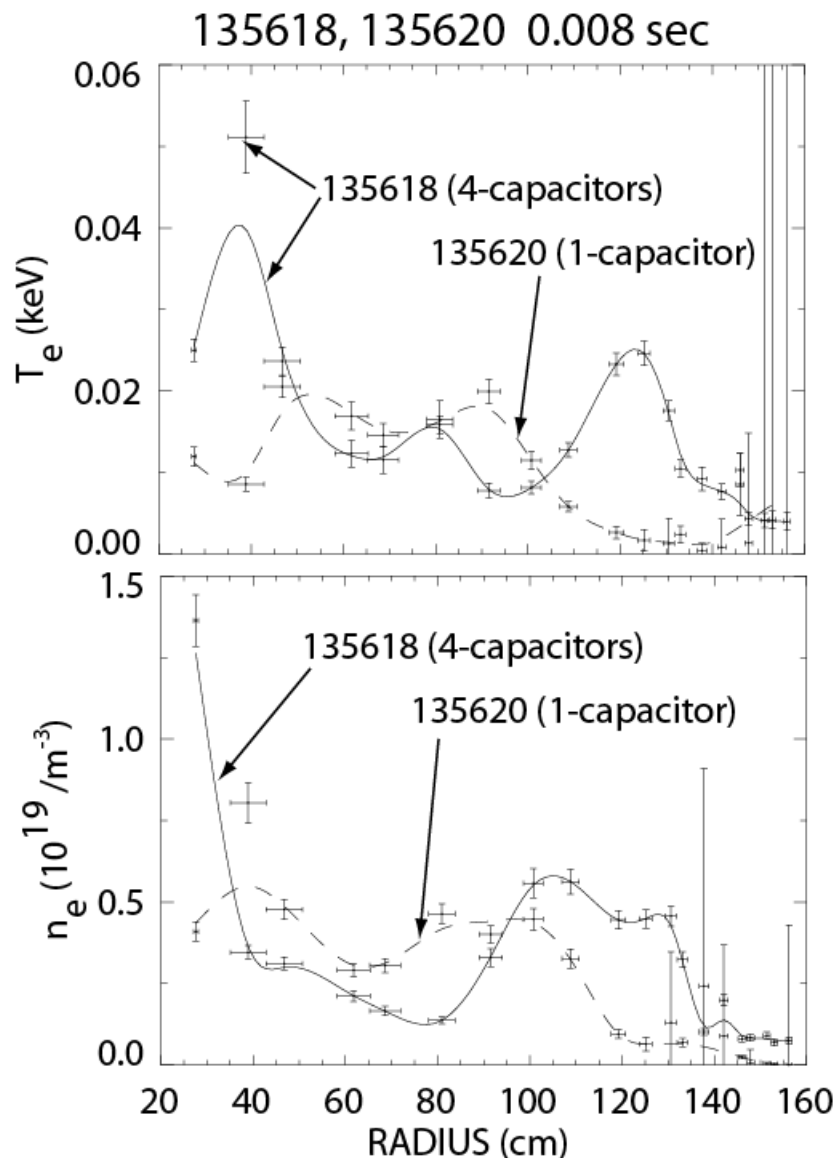 135618, 135620 0.008 sec
0.06
0.04
0.02
0.00
T_e (keV)
135618 (4-capacitors)
135620 (1-capacitor)
1.5
1.0
0.5
0.0
n_e (10^19 /m^-3)
135618 (4-capacitors)
135620 (1-capacitor)
20 40 60 80 100 120 140 160
RADIUS (cm)